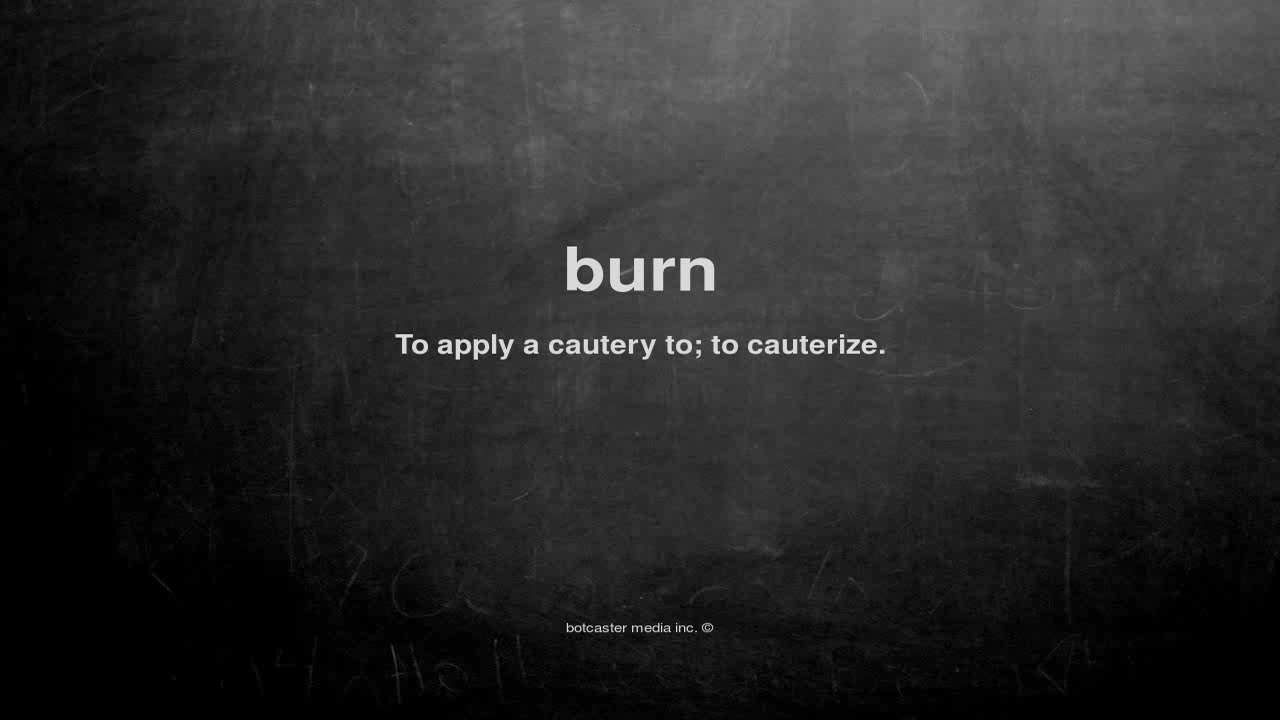 burn
To apply a cautery to; to cauterize.
botcaster media inc. ©